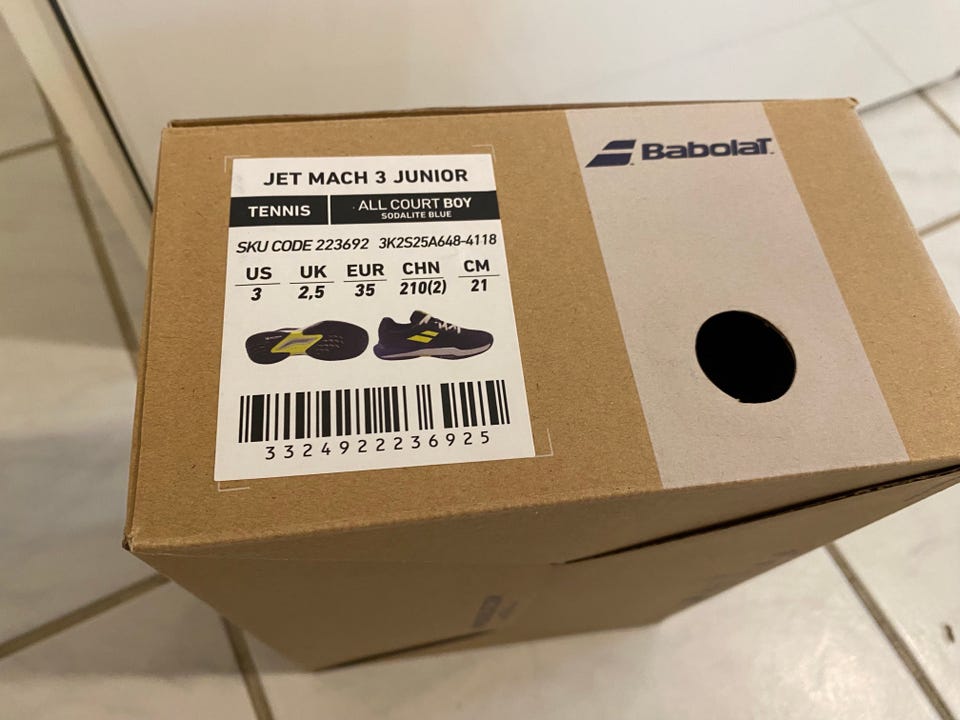 JET MACH 3 JUNIOR
TENNIS
ALL COURT BOY
SODALITE BLUE
SKU CODE 223692 3K2S25A648-4118
US UK EUR CHN CM
3 2,5 35 210(2) 21
3324922236925
BabolaT